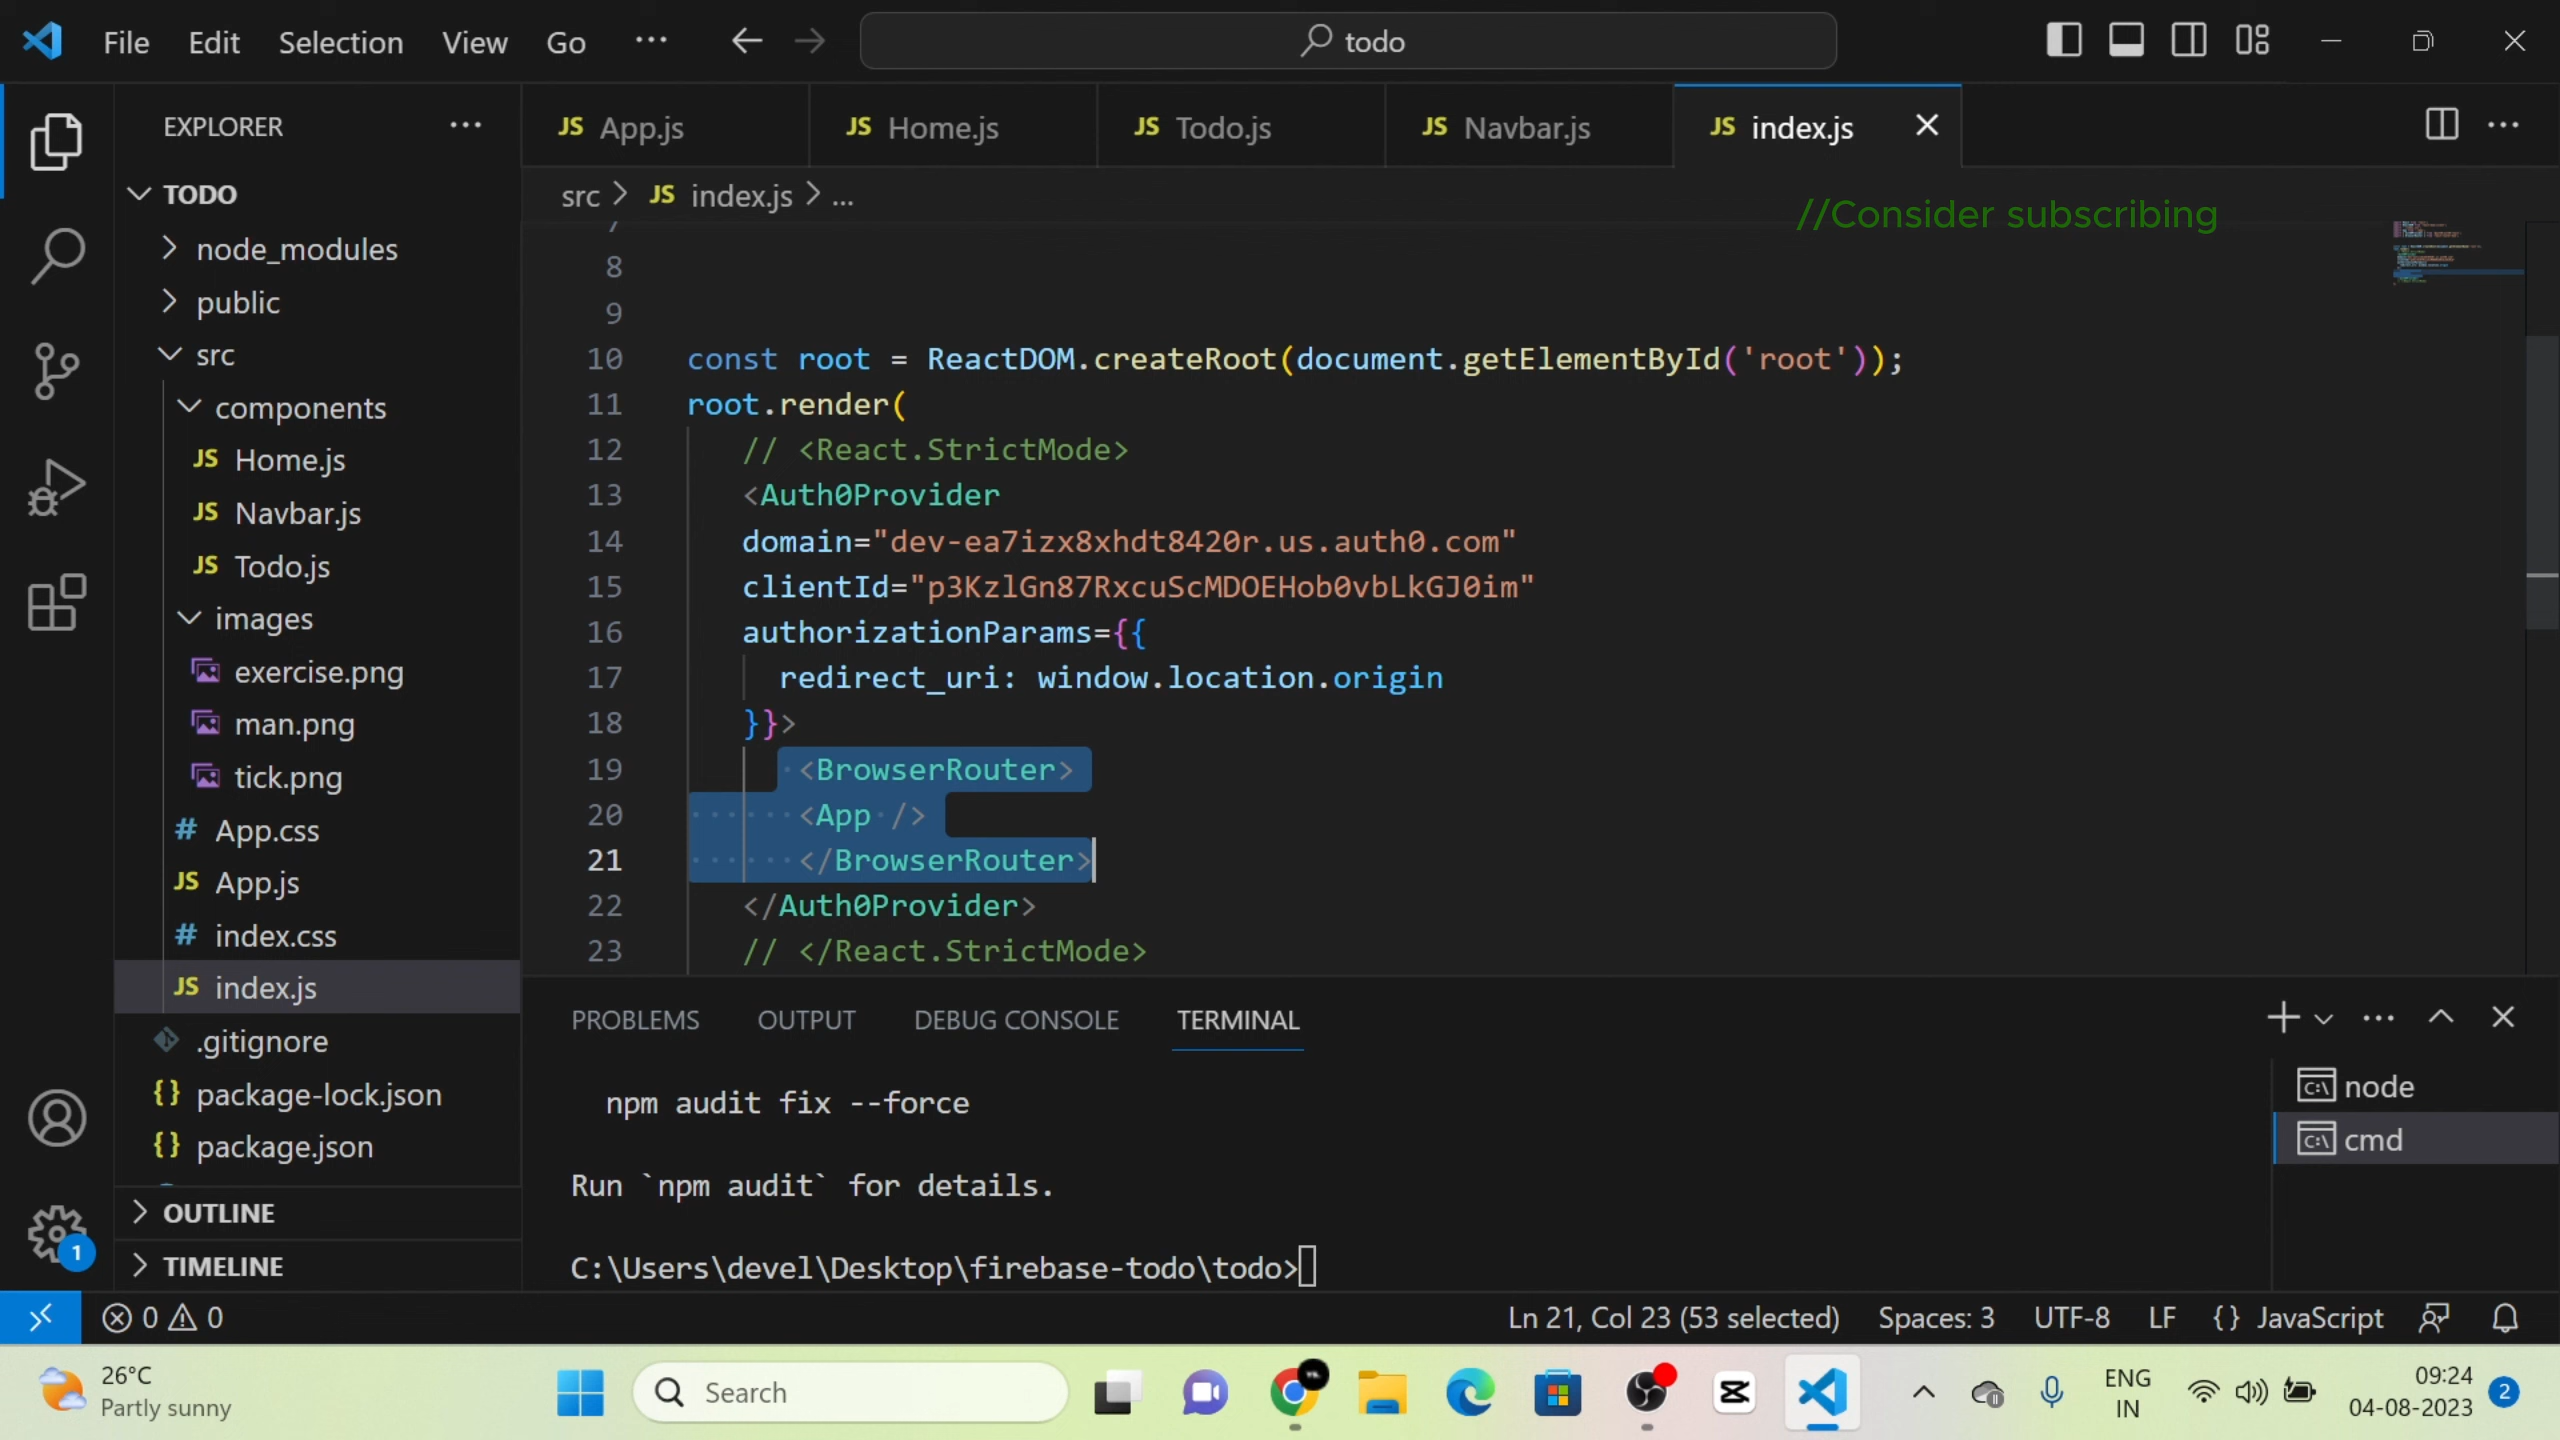 File Edit Selection View Go ··· todo
EXPLORER ···
TODO
node_modules
public
src
components
JS Home.js
JS Navbar.js
JS Todo.js
images
exercise.png
man.png
tick.png
# App.css
JS App.js
# index.css
JS index.js
.gitignore
{} package-lock.json
{} package.json
OUTLINE
TIMELINE
1
JS App.js JS Home.js JS Todo.js JS Navbar.js JS index.js
src > JS index.js > ...
//Consider subscribing
7
8
9
10 const root = ReactDOM.createRoot(document.getElementById('root'));
11 root.render(
12 // <React.StrictMode>
13 <Auth0Provider
14 domain="dev-ea7izx8xhdt8420r.us.auth0.com"
15 clientId="p3KzlGn87RxcuScMDOEHob0vbLkGJ0im"
16 authorizationParams={{
17 redirect_uri: window.location.origin
18 }}>
19 <BrowserRouter>
20 <App />
21 </BrowserRouter>
22 </Auth0Provider>
23 // </React.StrictMode>
PROBLEMS OUTPUT DEBUG CONSOLE TERMINAL
npm audit fix --force
Run `npm audit` for details.
C:\Users\devel\Desktop\firebase-todo\todo>
node
cmd
0 0
Ln 21, Col 23 (53 selected) Spaces: 3 UTF-8 LF {} JavaScript
26°C
Partly sunny
Search
ENG
IN
09:24
04-08-2023
2